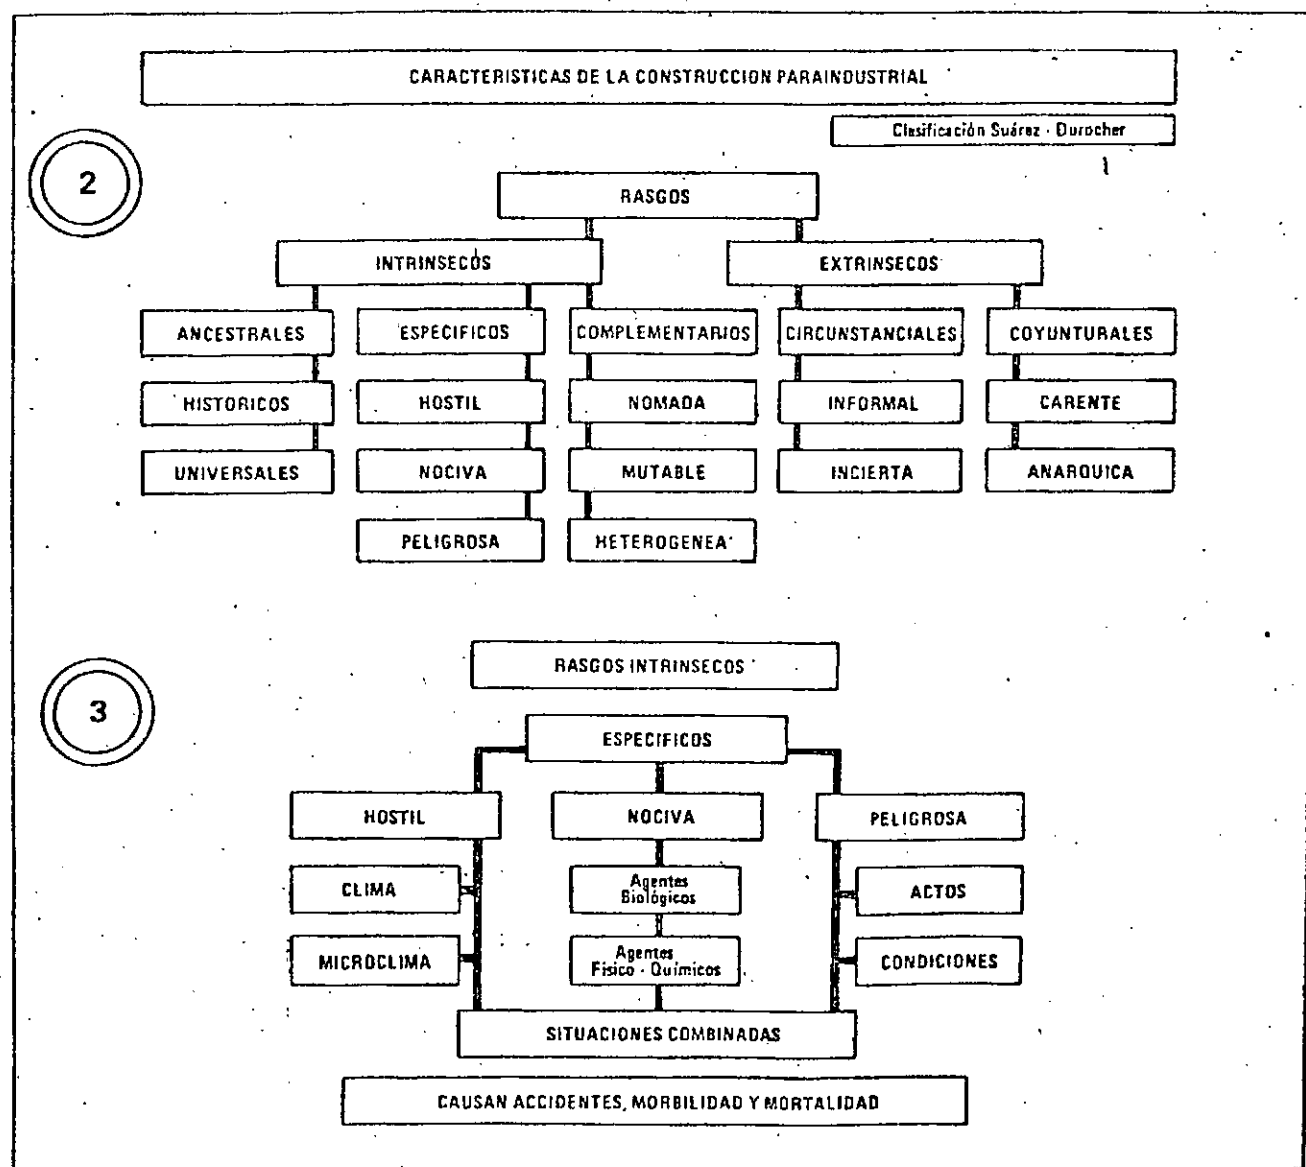 CARACTERISTICAS DE LA CONSTRUCCION PARAINDUSTRIAL
Clasificación Suárez - Durocher
2
RASGOS
INTRINSECOS
EXTRINSECOS
ANCESTRALES
ESPECIFICOS
COMPLEMENTARIOS
CIRCUNSTANCIALES
COYUNTURALES
HISTORICOS
HOSTIL
NOMADA
INFORMAL
CARENTE
UNIVERSALES
NOCIVA
MUTABLE
INCIERTA
ANARQUICA
PELIGROSA
HETEROGENEA
RASGOS INTRINSECOS
3
ESPECIFICOS
HOSTIL
NOCIVA
PELIGROSA
CLIMA
Agentes
Biológicos
ACTOS
MICROCLIMA
Agentes
Físico - Químicos
CONDICIONES
SITUACIONES COMBINADAS
CAUSAN ACCIDENTES, MORBILIDAD Y MORTALIDAD